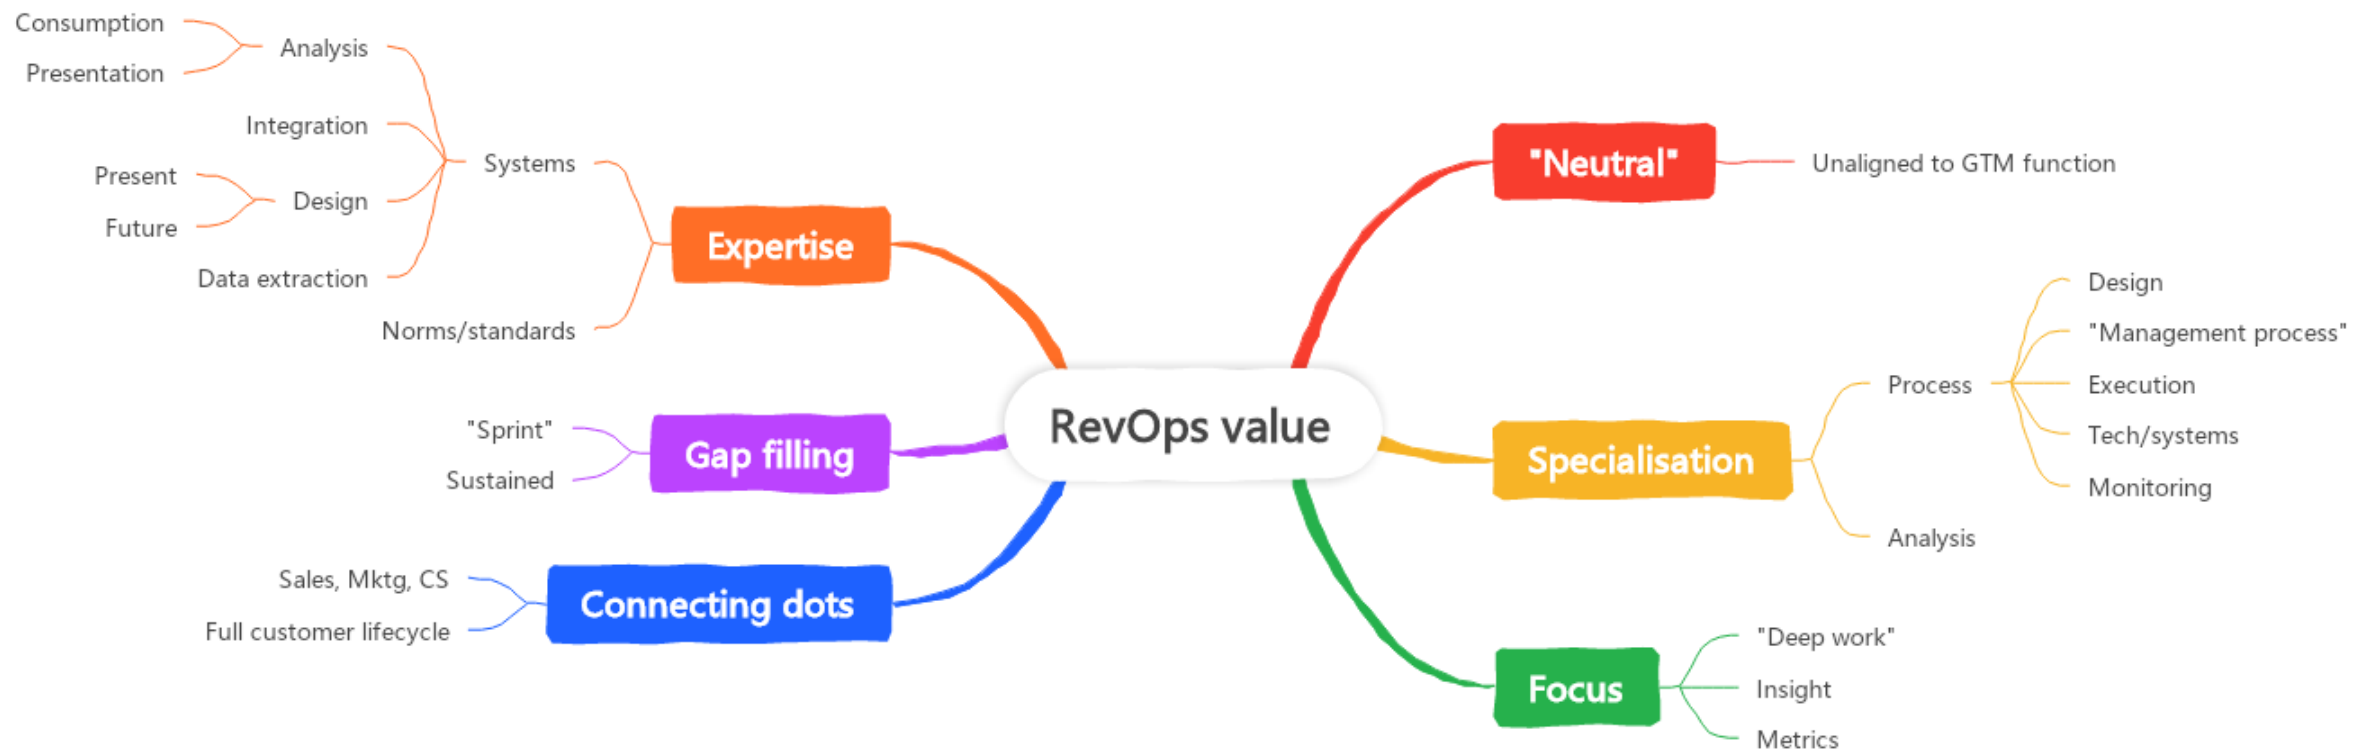 RevOps value
"Neutral"
Unaligned to GTM function
Specialisation
Process
Design
"Management process"
Execution
Tech/systems
Monitoring
Analysis
Focus
"Deep work"
Insight
Metrics
Expertise
Systems
Analysis
Consumption
Presentation
Integration
Design
Present
Future
Data extraction
Norms/standards
Gap filling
"Sprint"
Sustained
Connecting dots
Sales, Mktg, CS
Full customer lifecycle